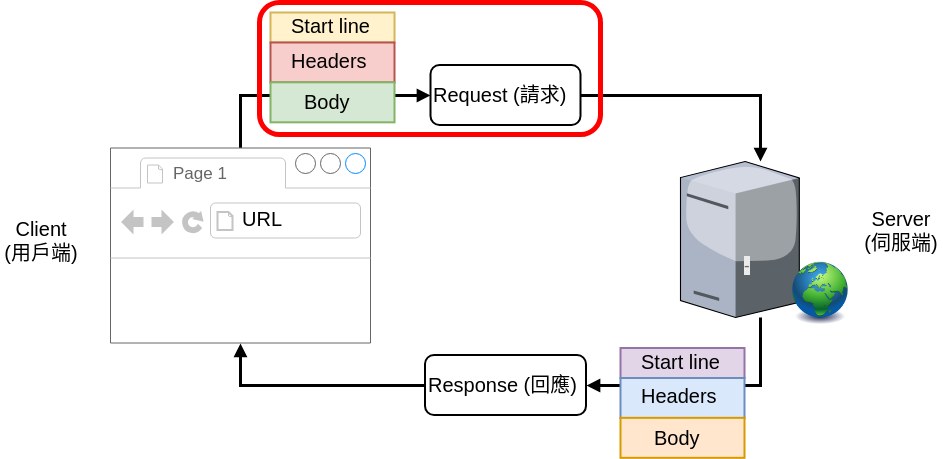 Start line
Headers
Body
Request (請求)
Page 1
URL
Client
(用戶端)
Server
(伺服端)
Response (回應)
Start line
Headers
Body